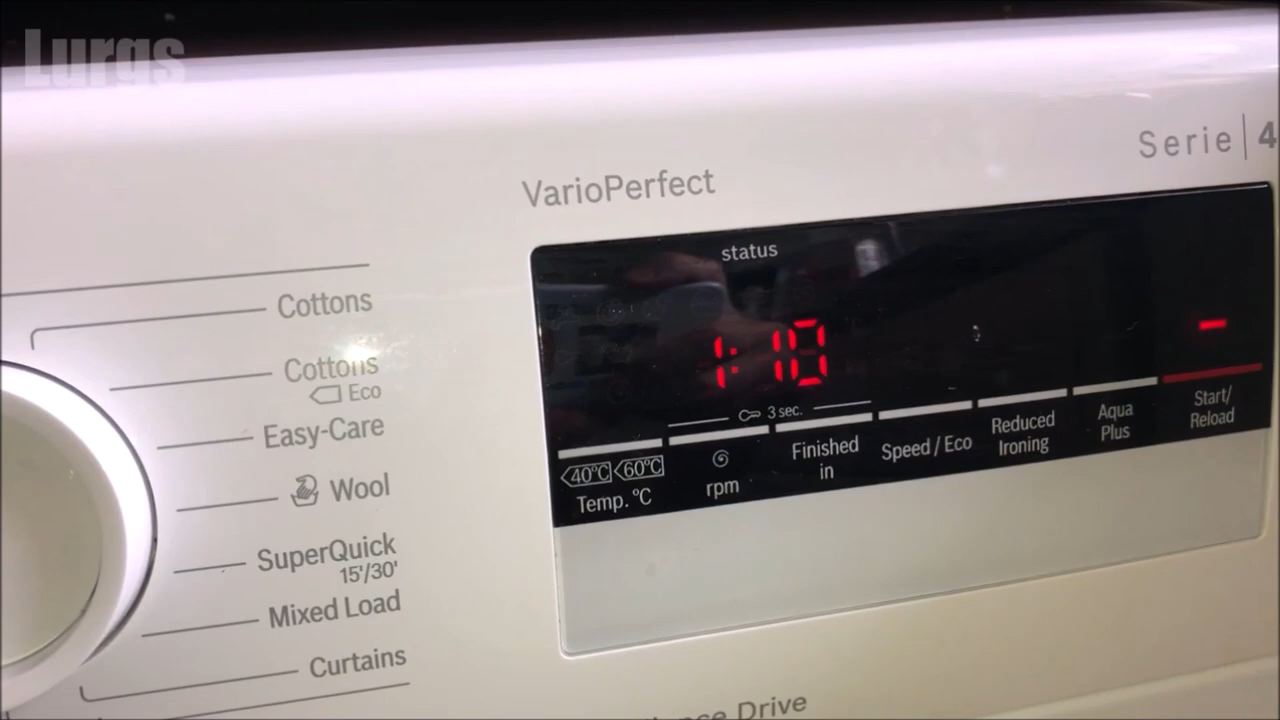 Lurgs
Serie | 4
VarioPerfect
status
Cottons
Cottons
Eco
Easy-Care
Wool
SuperQuick
15'/30'
Mixed Load
Curtains
1:10
-
3 sec.
40°C 60°C
Temp. °C
rpm
Finished
in
Speed / Eco
Reduced
Ironing
Aqua
Plus
Start/
Reload
Drive